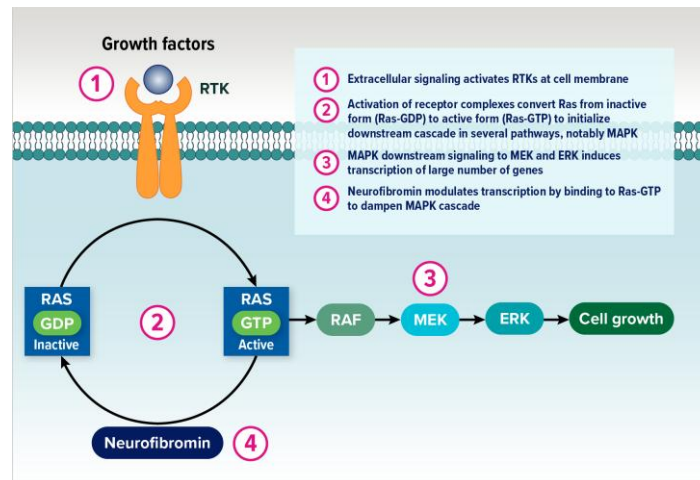 Growth factors
1
RTK
1 Extracellular signaling activates RTKs at cell membrane
2 Activation of receptor complexes convert Ras from inactive
form (Ras-GDP) to active form (Ras-GTP) to initialize
downstream cascade in several pathways, notably MAPK
3 MAPK downstream signaling to MEK and ERK induces
transcription of large number of genes
4 Neurofibromin modulates transcription by binding to Ras-GTP
to dampen MAPK cascade
RAS
GDP
Inactive
2
RAS
GTP
Active
RAF
3
MEK
ERK
Cell growth
Neurofibromin
4